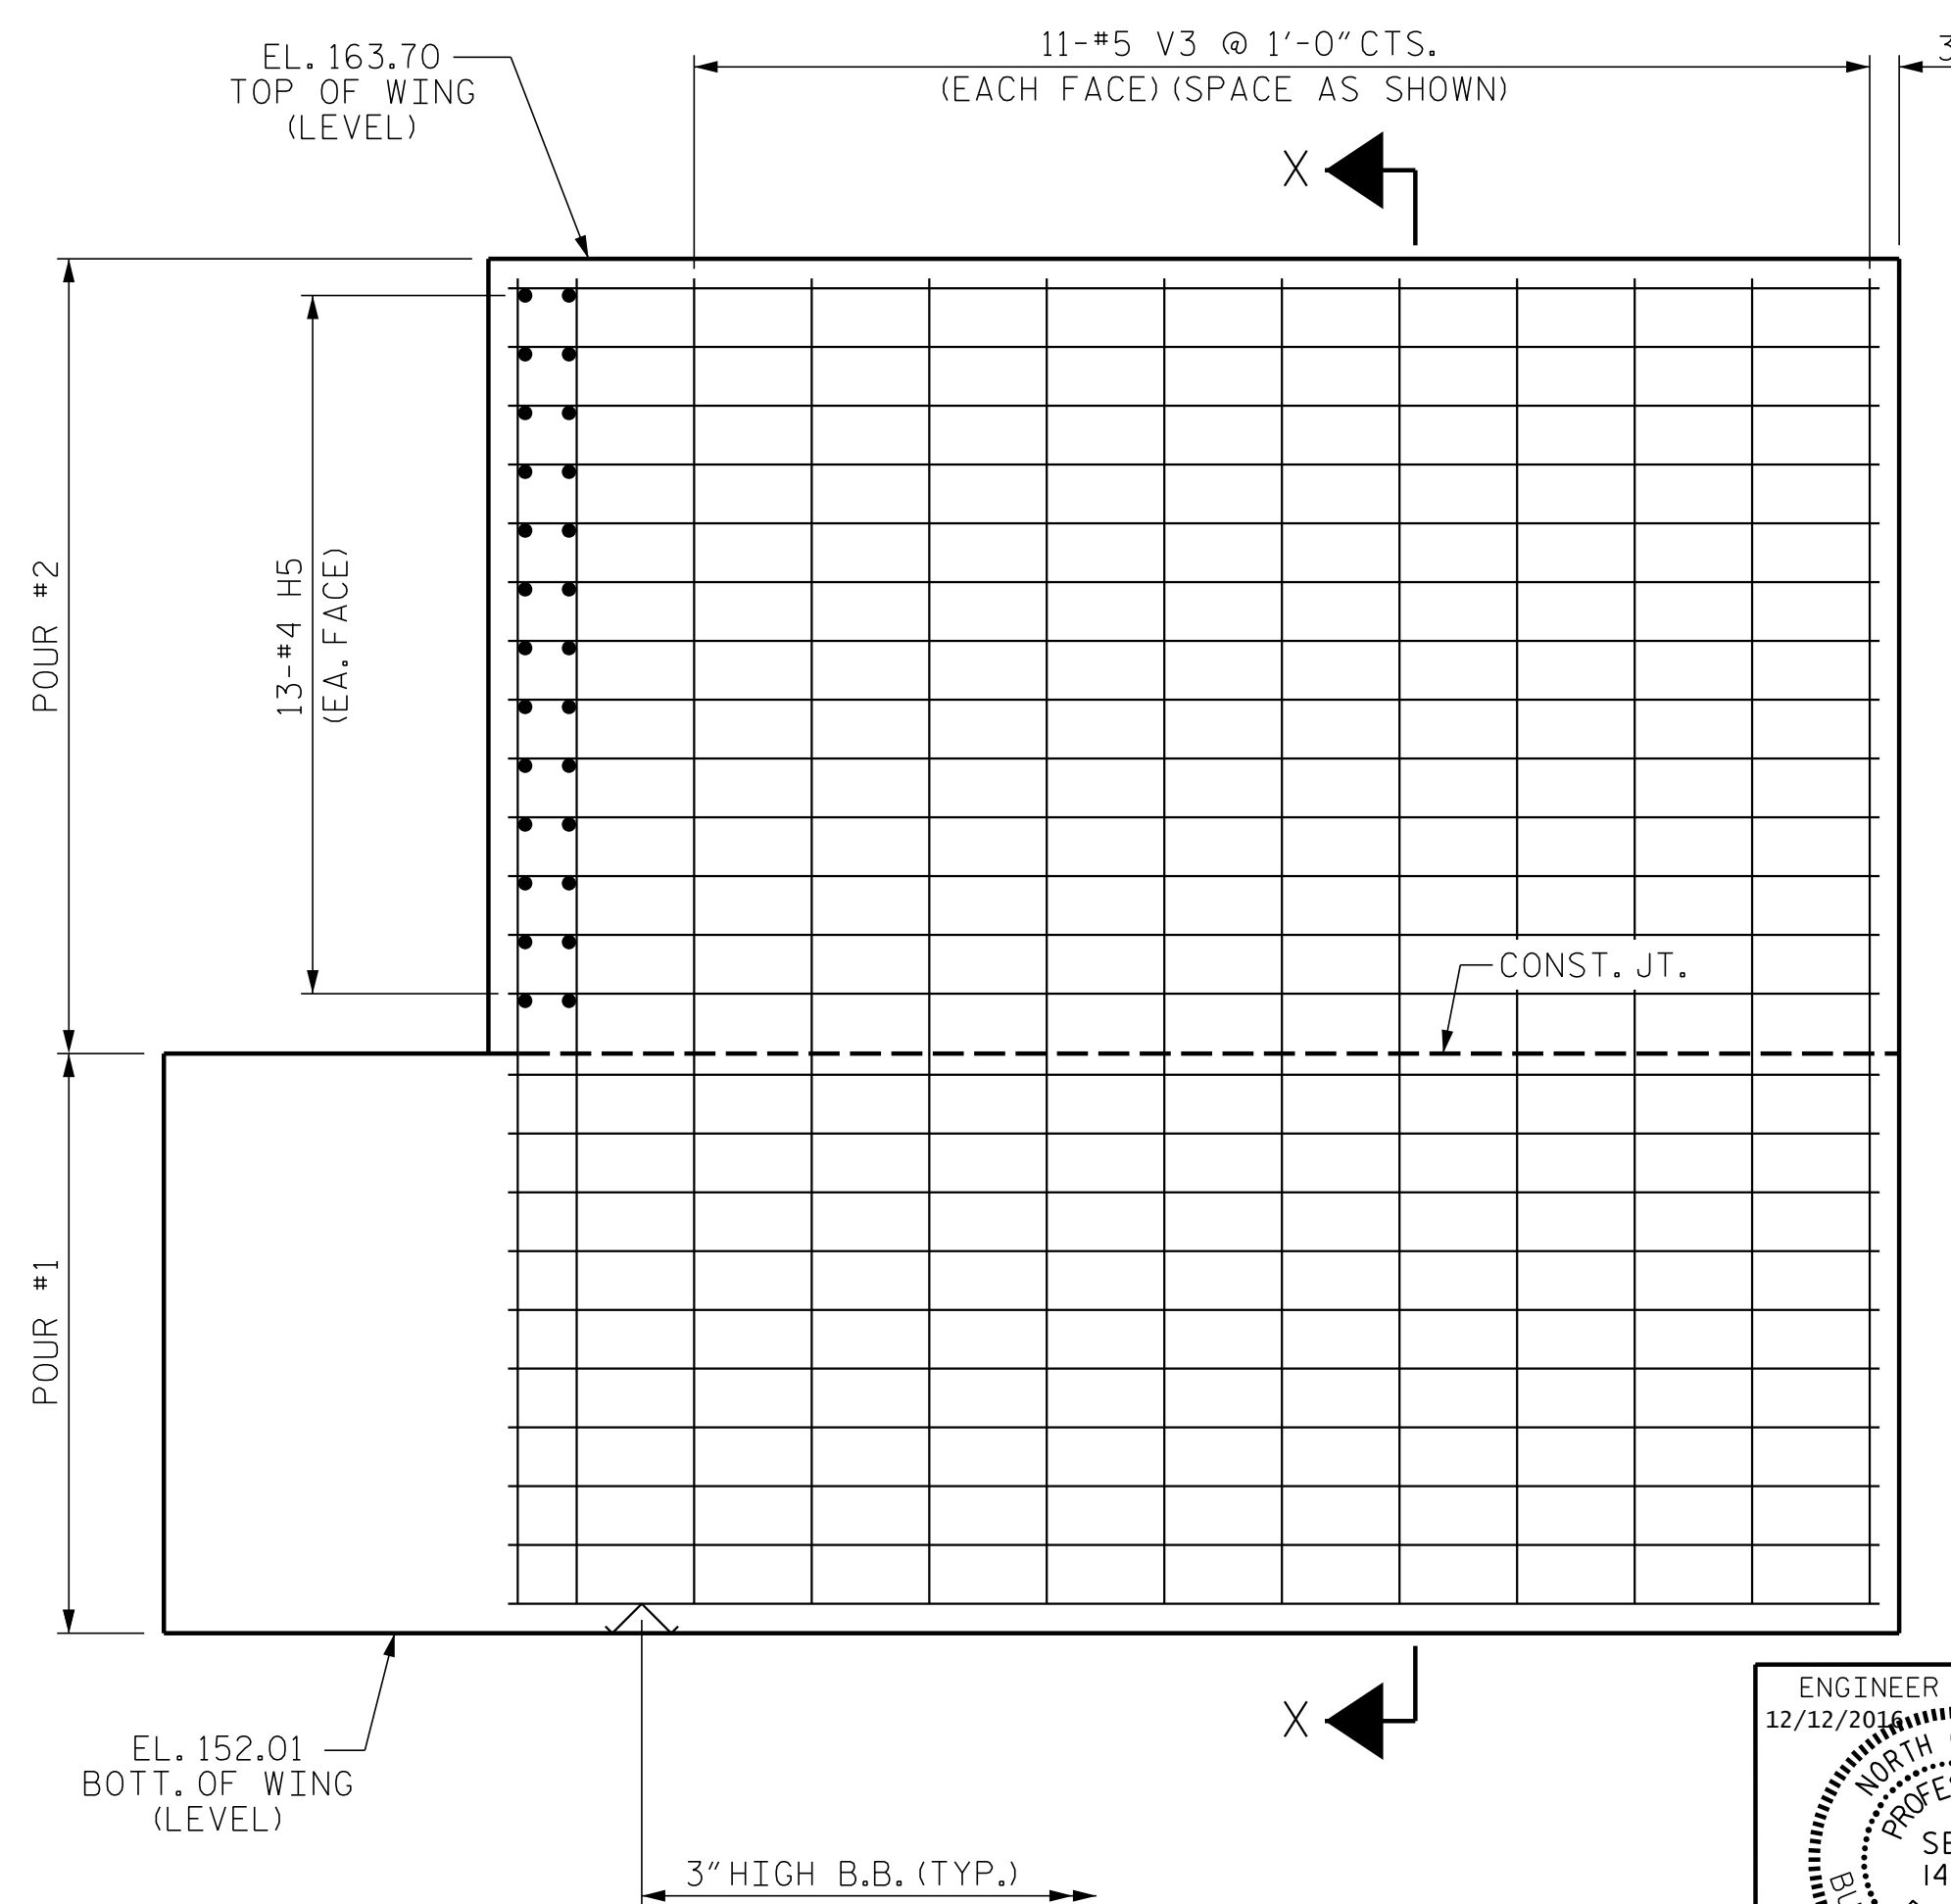 EL. 163.70
TOP OF WING
(LEVEL)
11-#5 V3 @ 1'-0" CTS.
(EACH FACE) (SPACE AS SHOWN)
3
X
POUR #2
13-#4 H5
(EA. FACE)
CONST. JT.
POUR #1
X
EL. 152.01
BOTT. OF WING
(LEVEL)
3" HIGH B.B. (TYP.)
ENGINEER
12/12/2016
NORTH
PROFE
SE
14